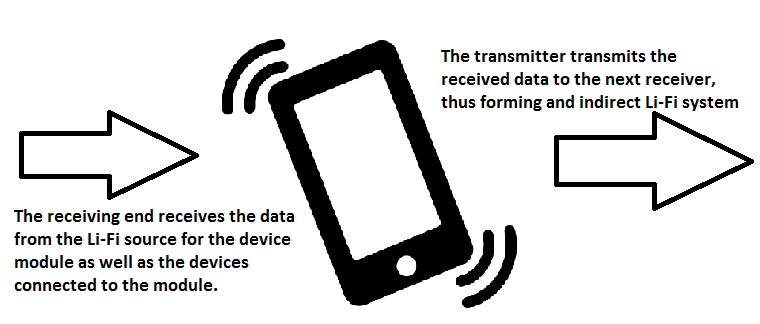 The transmitter transmits the
received data to the next receiver,
thus forming and indirect Li-Fi system
The receiving end receives the data
from the Li-Fi source for the device
module as well as the devices
connected to the module.